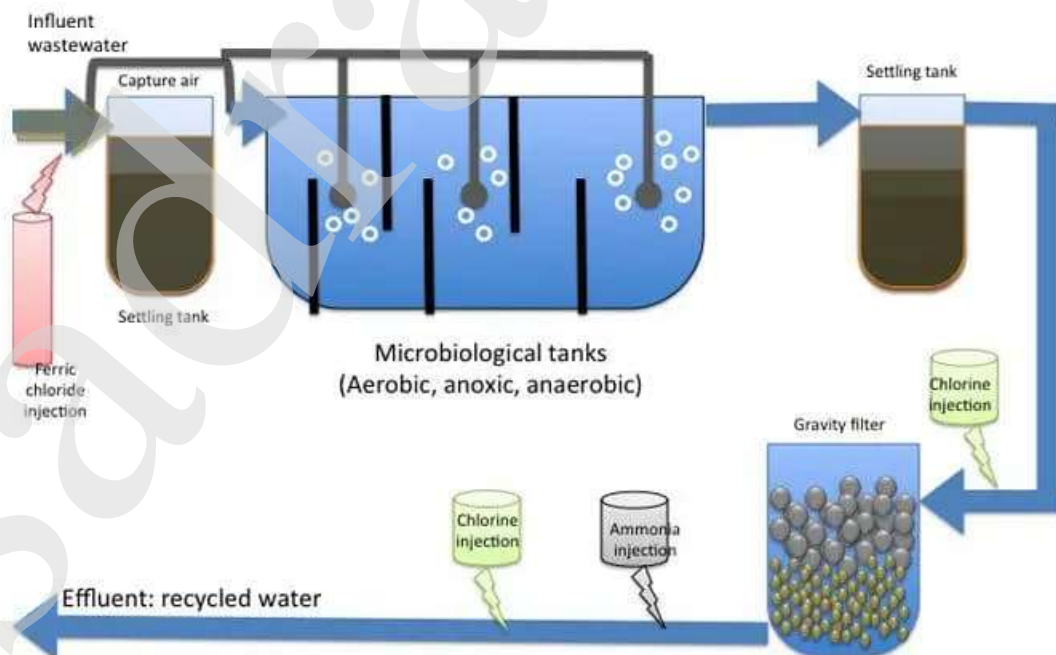 Influent
wastewater
Capture air
Settling tank
Settling tank
Ferric
chloride
injection
Microbiological tanks
(Aerobic, anoxic, anaerobic)
Chlorine
injection
Gravity filter
Chlorine
injection
Ammonia
injection
Effluent: recycled water